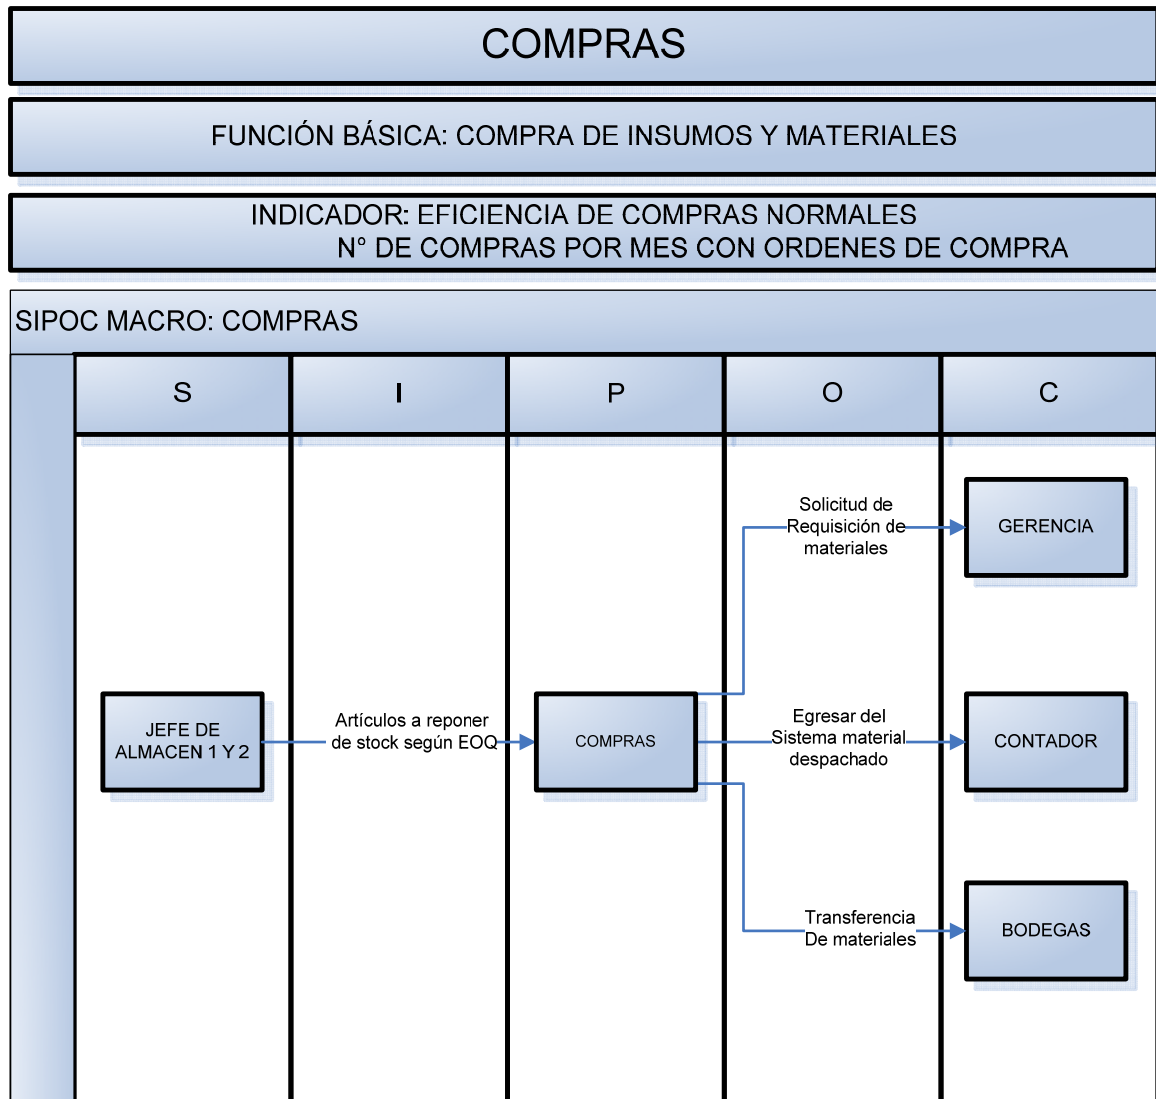 COMPRAS
FUNCIÓN BÁSICA: COMPRA DE INSUMOS Y MATERIALES
INDICADOR: EFICIENCIA DE COMPRAS NORMALES
N° DE COMPRAS POR MES CON ORDENES DE COMPRA
SIPOC MACRO: COMPRAS
S
I
P
O
C
JEFE DE
ALMACEN 1 Y 2
Artículos a reponer
de stock según EOQ
COMPRAS
Solicitud de
Requisición de
materiales
GERENCIA
Egresar del
Sistema material
despachado
CONTADOR
Transferencia
De materiales
BODEGAS